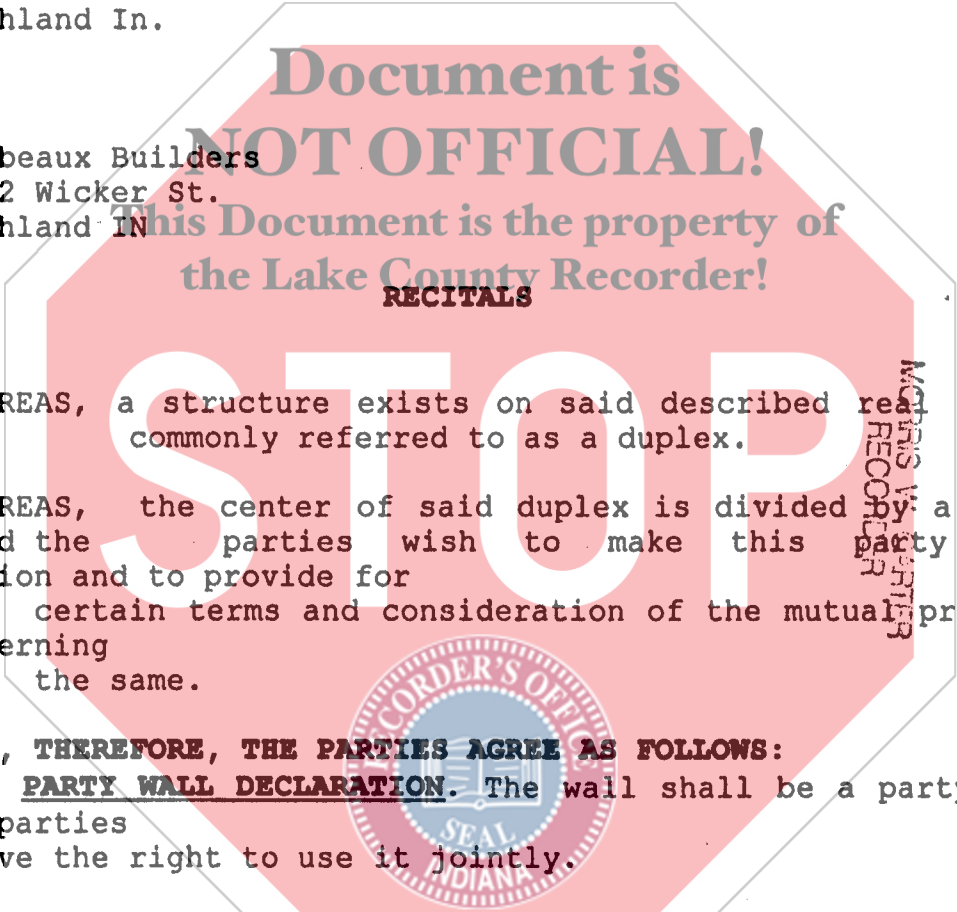 hland In.
Document is
NOT OFFICIAL!
beaux Builders
2 Wicker St.
hland IN
This Document is the property of
the Lake County Recorder!
RECITALS
STOP
REAS, a structure exists on said described real
commonly referred to as a duplex.
REAS, the center of said duplex is divided by a
d the parties wish to make this party
ion and to provide for
certain terms and consideration of the mutual pr
erning
the same.
, THEREFORE, THE PARTIES AGREE AS FOLLOWS:
PARTY WALL DECLARATION. The wall shall be a party
parties
ve the right to use it jointly.
RECORDER'S OFFICE
SEAL
INDIANA
MORRIS W. CARTER
RECORDER